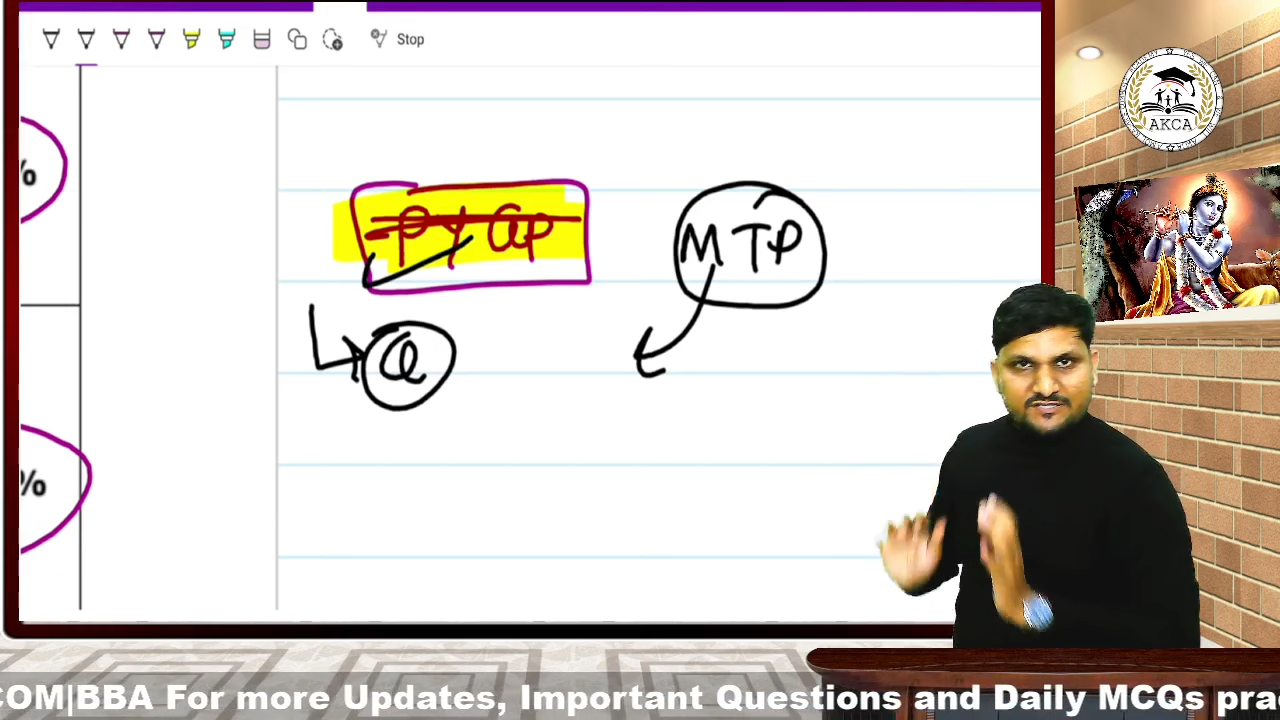 Stop
%
PYQP
MTP
Q
%
AKCA
COM|BBA For more Updates, Important Questions and Daily MCQs pra